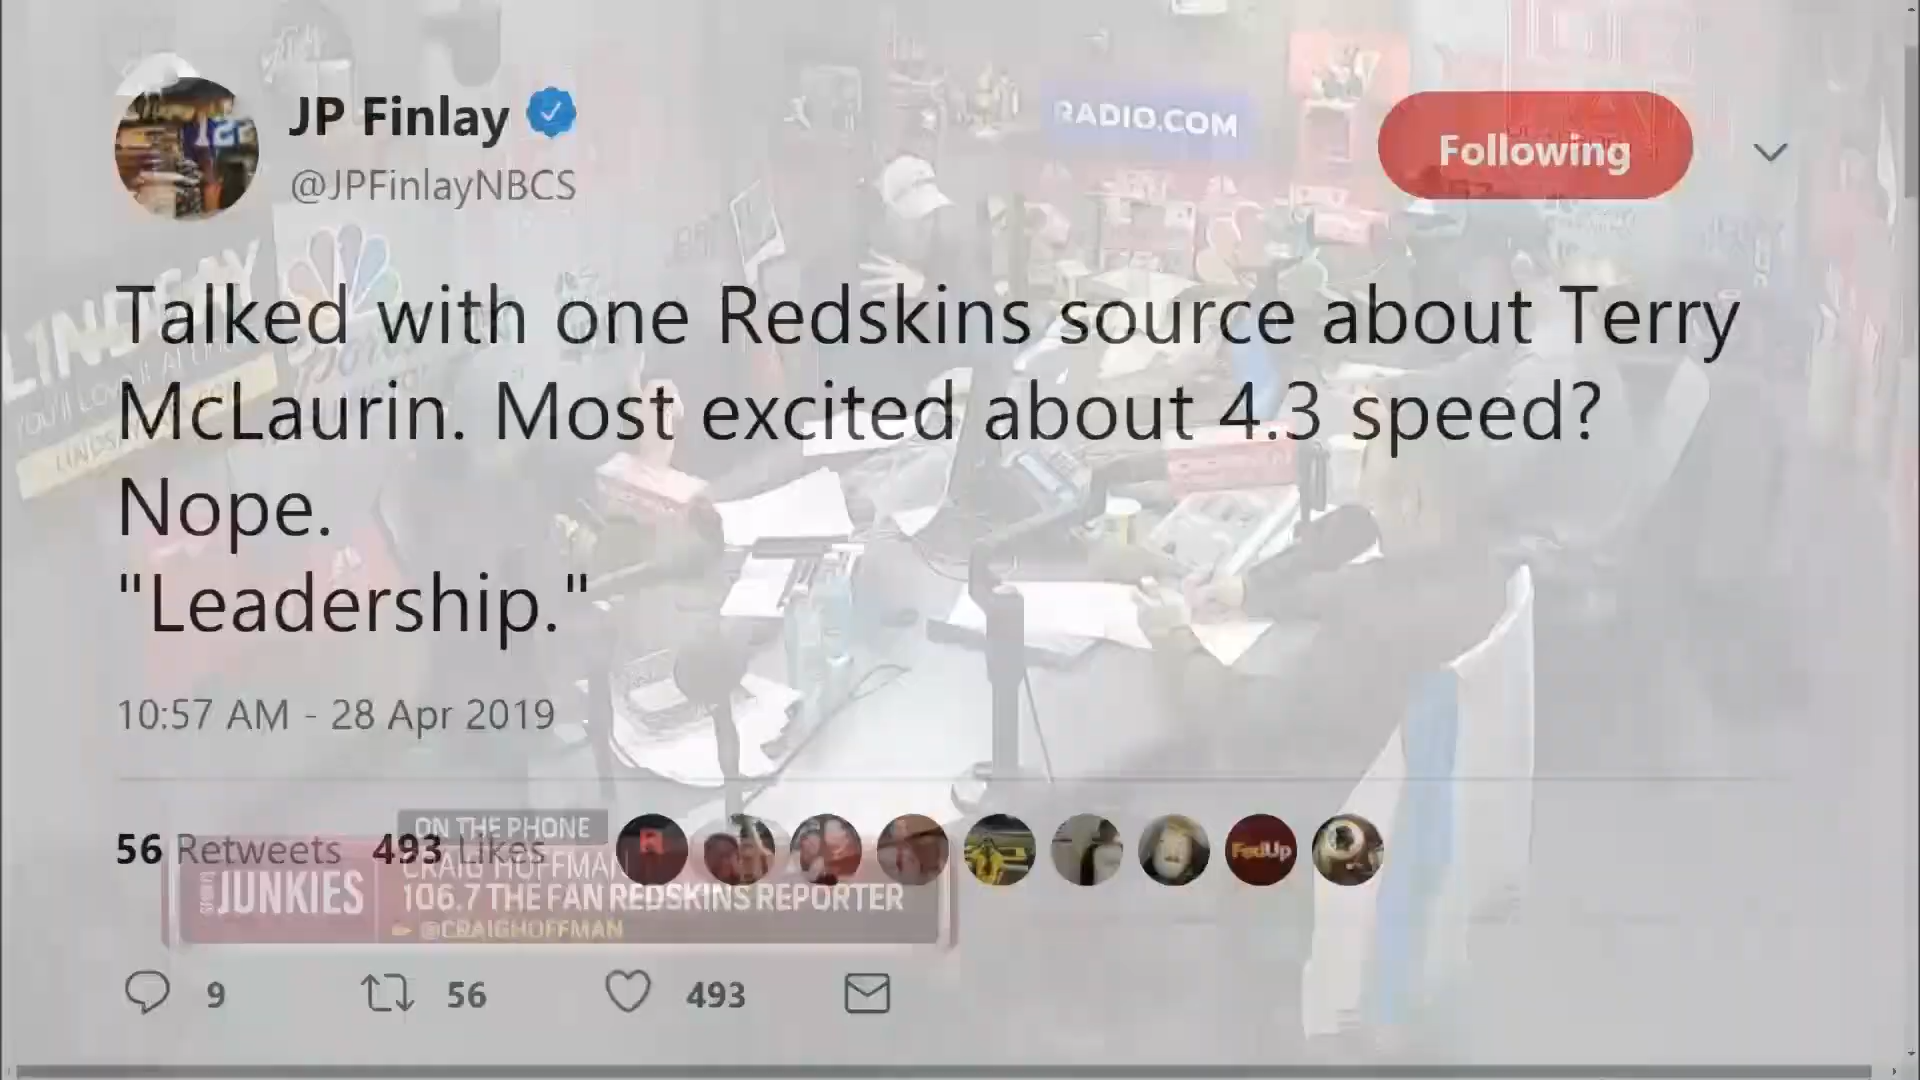 JP Finlay
RADIO.COM
@JPFinlayNBCS
Following
Talked with one Redskins source about Terry
McLaurin. Most excited about 4.3 speed?
Nope.
"Leadership."
10:57 AM - 28 Apr 2019
56 Retweets 493 Likes
FedUp
ON THE PHONE
CRAIG HOFFMAN
JUNKIES
106.7 THE FAN REDSKINS REPORTER
@CRAIGHOFFMAN
9 56 493